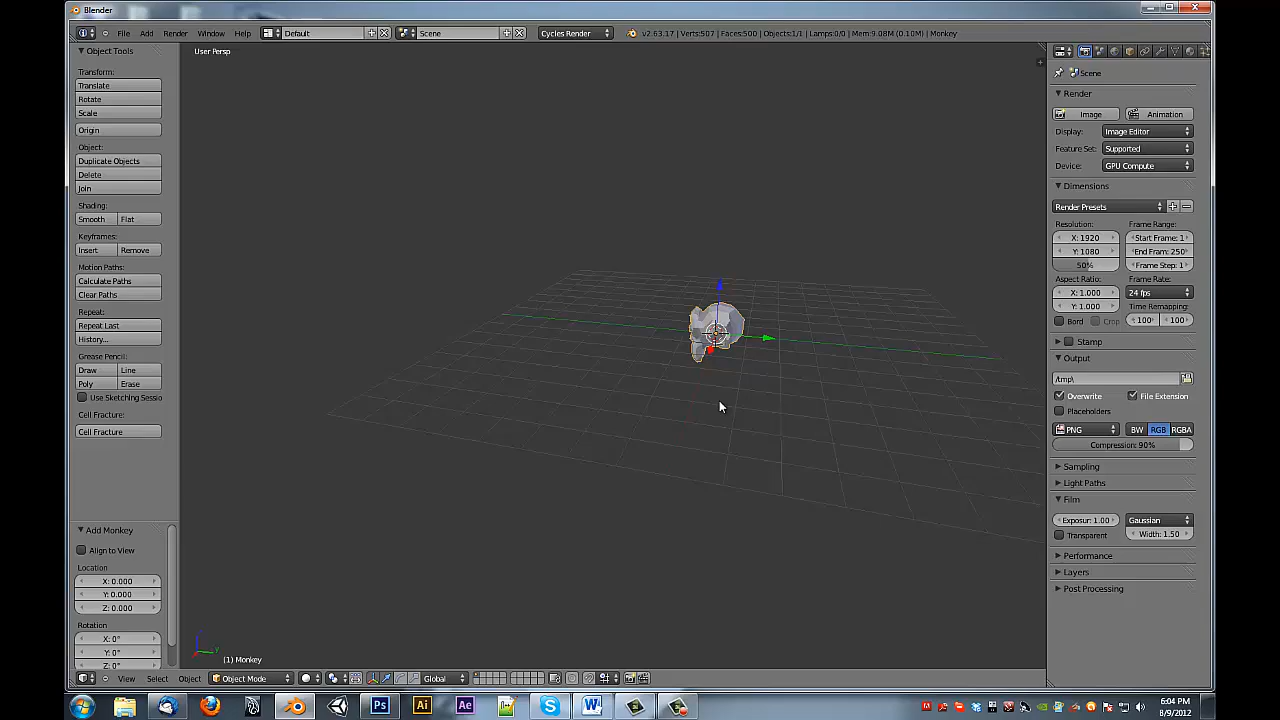 Blender
File Add Render Window Help Default Scene Cycles Render v2.63.17 | Verts:507 | Faces:500 | Objects:1/1 | Lamps:0/0 | Mem:9.08M (0.10M) | Monkey
Object Tools
Transform:
Translate
Rotate
Scale
Origin
Object:
Duplicate Objects
Delete
Join
Shading:
Smooth Flat
Keyframes:
Insert Remove
Motion Paths:
Calculate Paths
Clear Paths
Repeat:
Repeat Last
History...
Grease Pencil:
Draw Line
Poly Erase
Use Sketching Sessio
Cell Fracture:
Cell Fracture
Add Monkey
Align to View
Location
X: 0.000
Y: 0.000
Z: 0.000
Rotation
X: 0°
Y: 0°
Z: 0°
User Persp
(1) Monkey
View Select Object Object Mode Global
Scene
Render
Image Animation
Display: Image Editor
Feature Set: Supported
Device: GPU Compute
Dimensions
Render Presets
Resolution: Frame Range:
X: 1920 Start Frame: 1
Y: 1080 End Fram: 250
50% Frame Step: 1
Aspect Ratio: Frame Rate:
X: 1.000 24 fps
Y: 1.000 Time Remapping:
Bord Crop 100 100
Stamp
Output
/tmp\
Overwrite File Extension
Placeholders
PNG BW RGB RGBA
Compression: 90%
Sampling
Light Paths
Film
Exposur: 1.00 Gaussian
Transparent Width: 1.50
Performance
Layers
Post Processing
Ps Ai Ae S W
6:04 PM
8/9/2012